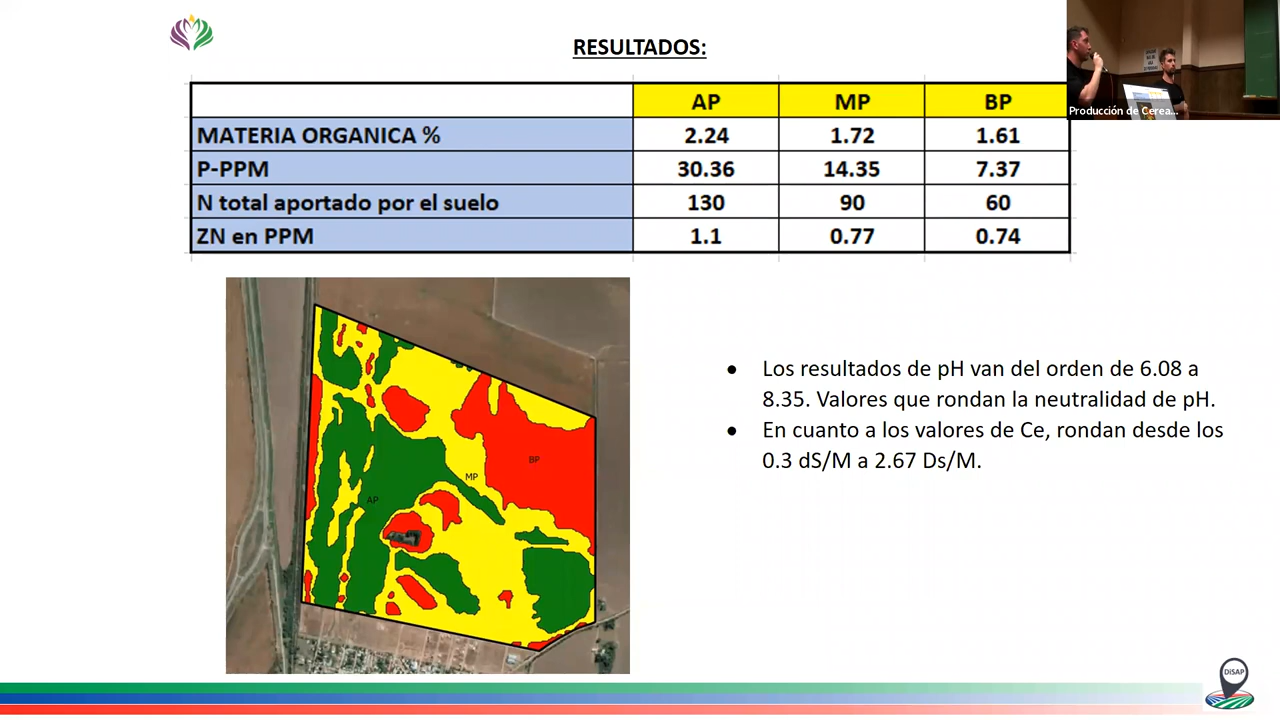 RESULTADOS:
AP MP BP
MATERIA ORGANICA % 2.24 1.72 1.61
P-PPM 30.36 14.35 7.37
N total aportado por el suelo 130 90 60
ZN en PPM 1.1 0.77 0.74
Producción de Cerea...
BP
MP
AP
● Los resultados de pH van del orden de 6.08 a
8.35. Valores que rondan la neutralidad de pH.
● En cuanto a los valores de Ce, rondan desde los
0.3 dS/M a 2.67 Ds/M.
DiSAP